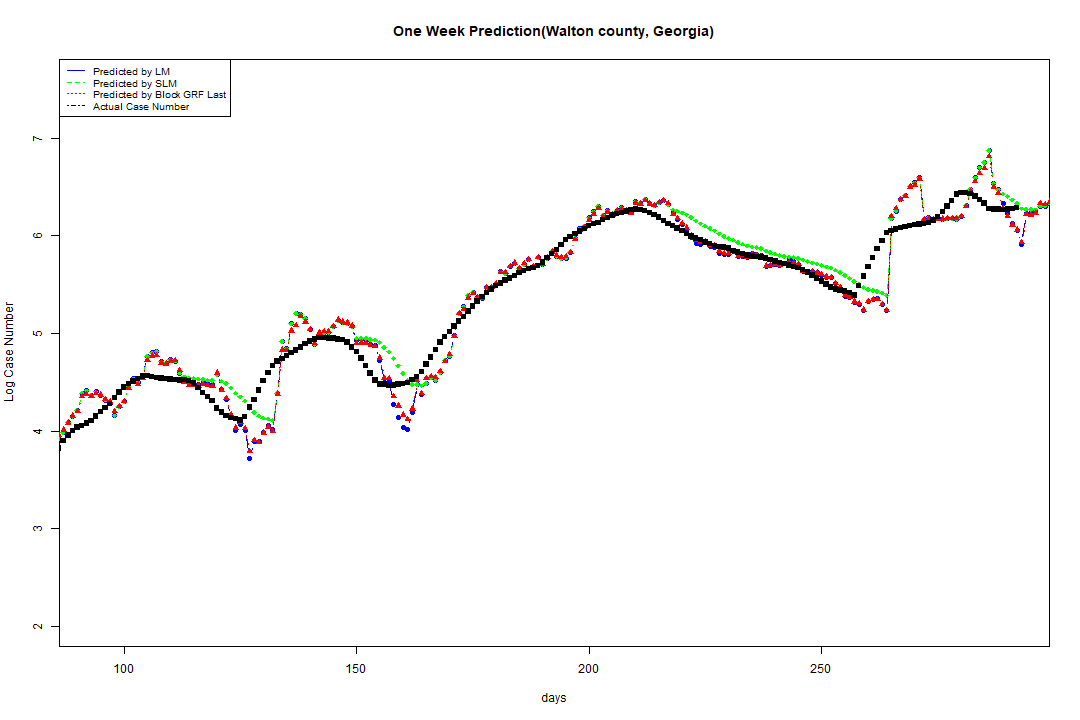 One Week Prediction(Walton county, Georgia)
Predicted by LM
Predicted by SLM
Predicted by Block GRF Last
Actual Case Number
7
6
5
4
3
2
Log Case Number
100 150 200 250
days